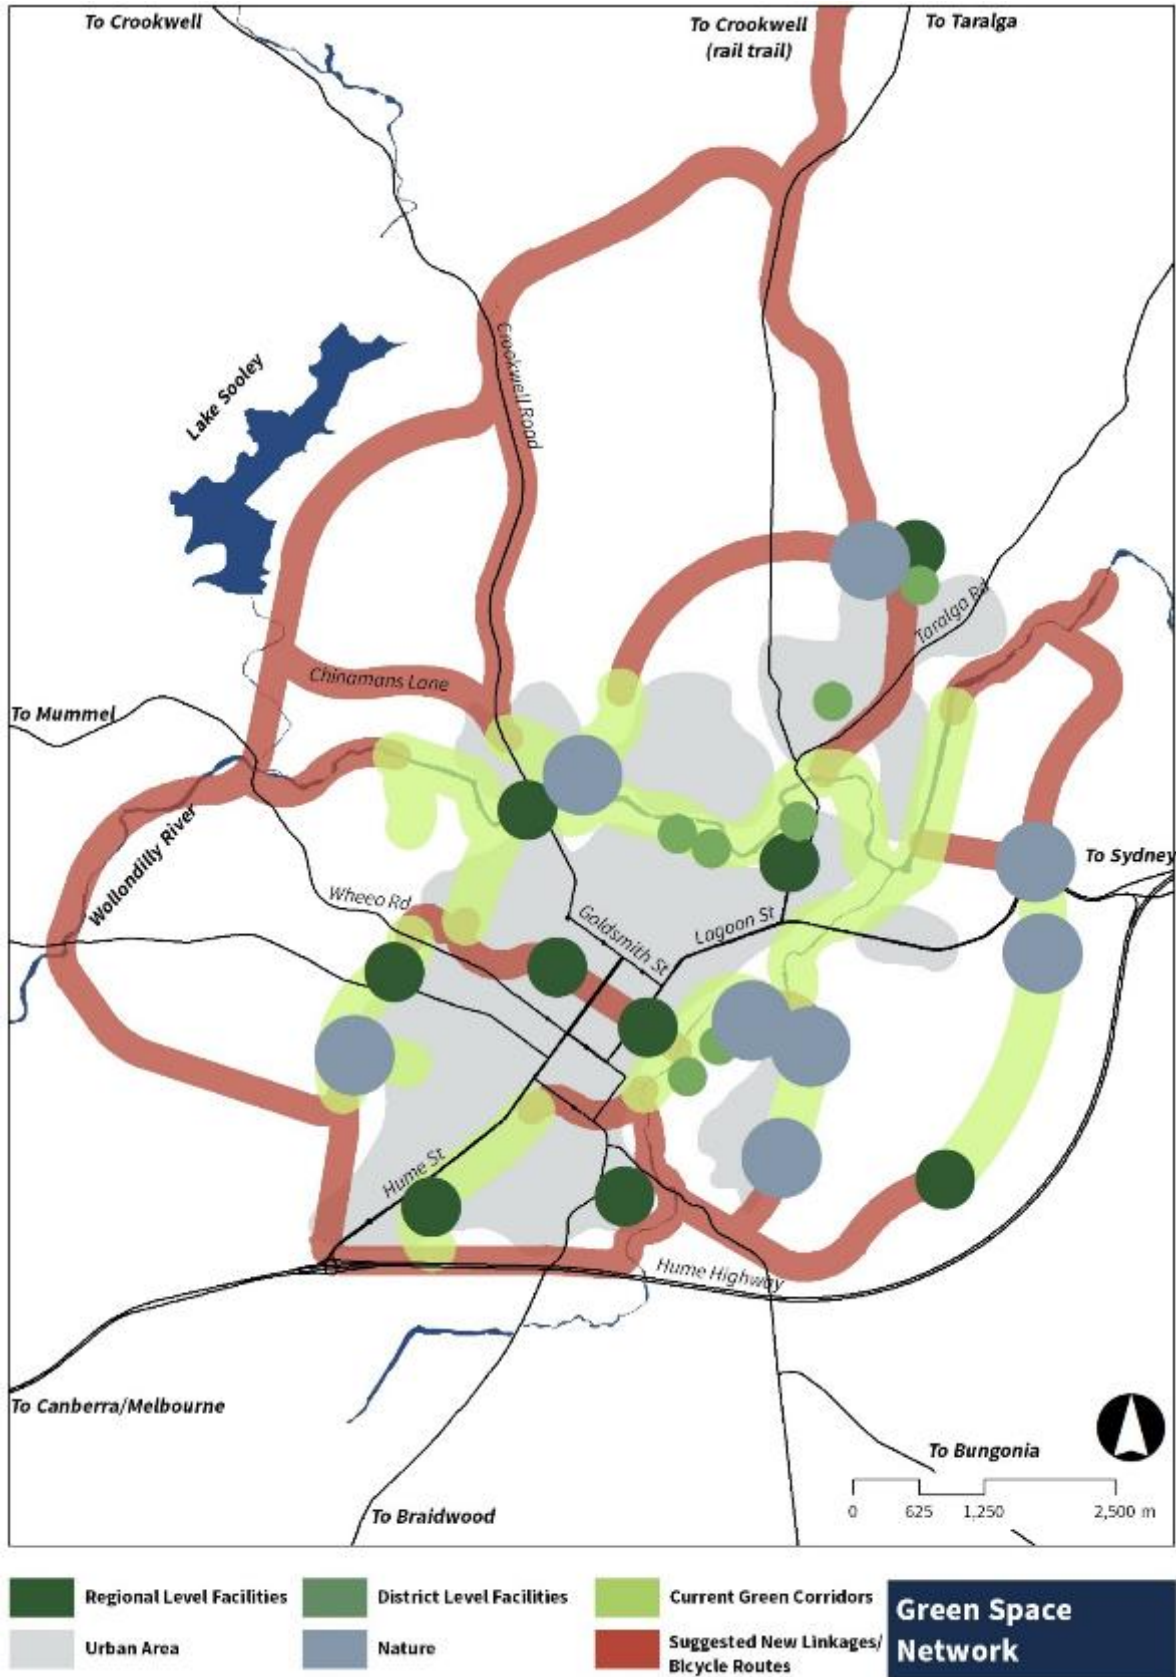 To Crookwell
To Crookwell
(rail trail)
To Taralga
Lake Sooley
Crookwell Road
Taralga Rd
Chinamans Lane
To Mummel
Wollondilly River
To Sydney
Wheeo Rd
Goldsmith St
Lagoon St
Hume St
Hume Highway
To Canberra/Melbourne
To Bungonia
To Braidwood
0 625 1,250 2,500 m
Regional Level Facilities
District Level Facilities
Current Green Corridors
Urban Area
Nature
Suggested New Linkages/
Bicycle Routes
Green Space
Network